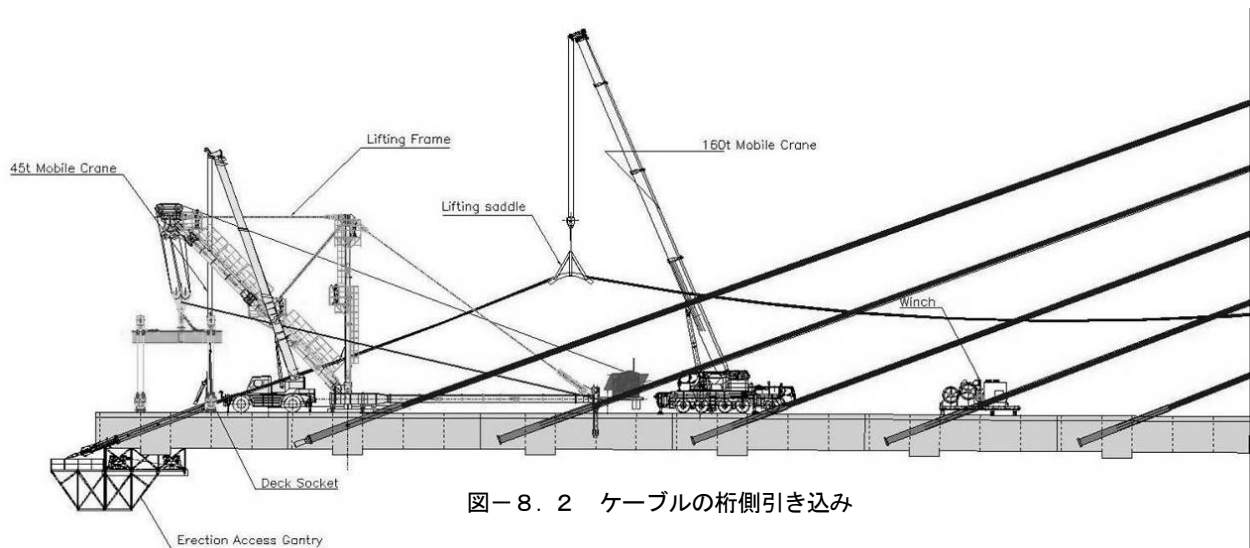 Lifting Frame
160t Mobile Crane
45t Mobile Crane
Lifting saddle
Winch
Deck Socket
図－８．２　ケーブルの桁側引き込み
Erection Access Gantry